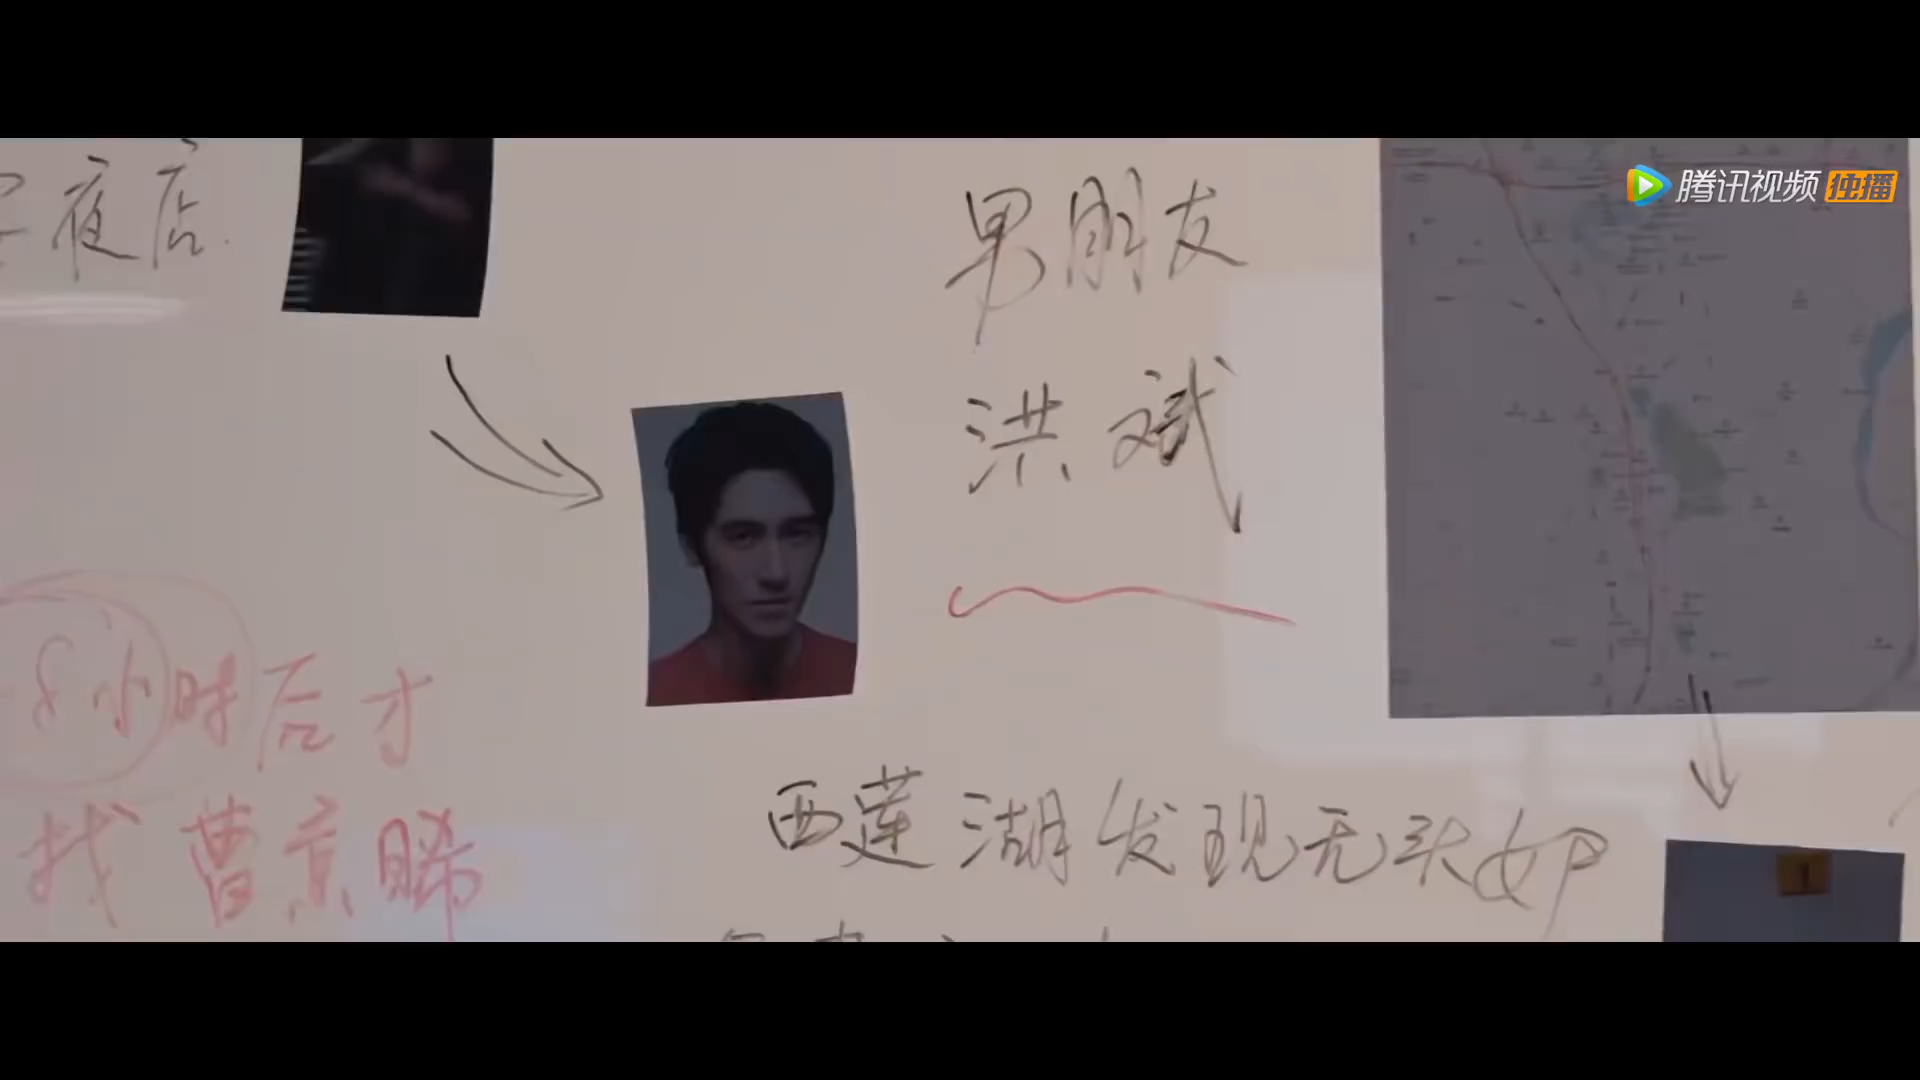 腾讯视频 独播
夜店
男朋友
洪斌
8小时后才
找曹京晞
西莲湖发现无头女尸